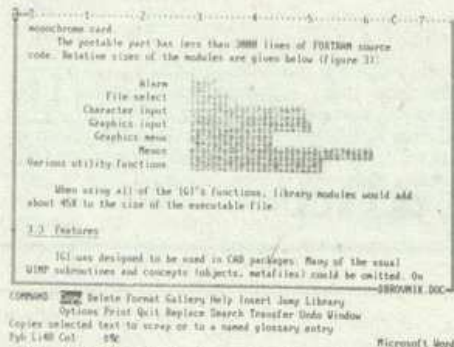 monochrome card.
The portable part has less than 3000 lines of FORTRAN source
code. Relative sizes of the modules are given below (figure 3):
Alarm
File select
Character input
Graphics input
Graphics menu
Menus
Various utility functions
When using all of the IGI's functions, library modules would add
about 45K to the size of the executable file.
3.3 Features
IGI was designed to be used in CAD packages. Many of the usual
WIMP subroutines and concepts (objects, metafiles) could be omitted. On
DBROVNIK.DOC
COMMAND: Copy Delete Format Gallery Help Insert Jump Library
Options Print Quit Replace Search Transfer Undo Window
Copies selected text to scrap or to a named glossary entry
Microsoft Word